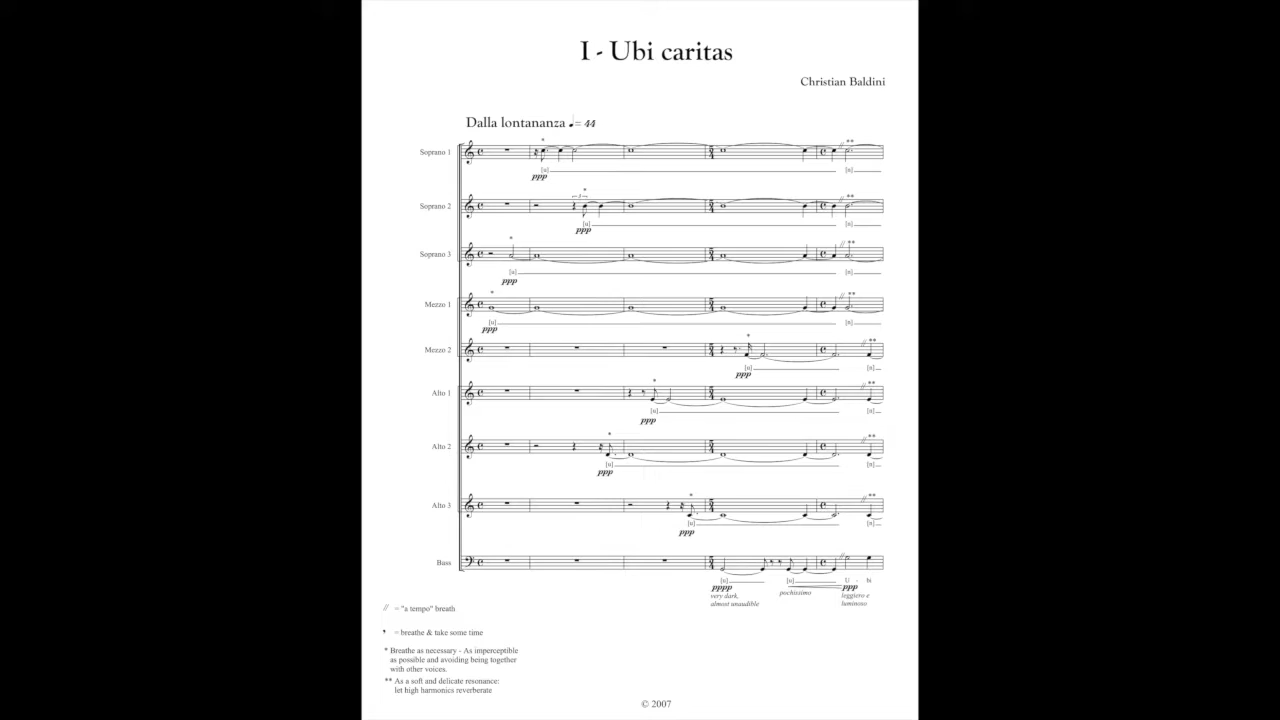 I - Ubi caritas
Christian Baldini
Dalla lontananza ♩= 44
Soprano 1
*
**
[u]
[n]
ppp
Soprano 2
3
*
**
[u]
[n]
ppp
Soprano 3
*
**
[u]
[n]
ppp
Mezzo 1
*
**
[u]
[n]
ppp
Mezzo 2
*
**
[u]
[n]
ppp
Alto 1
*
**
[u]
[n]
ppp
Alto 2
*
**
[u]
[n]
ppp
Alto 3
*
**
[u]
[n]
ppp
Bass
[u] [u] U - bi
pppp ppp
very dark, pochissimo leggiero e
almost unaudible luminoso
// = "a tempo" breath
, = breathe & take some time
* Breathe as necessary - As imperceptible
as possible and avoiding being together
with other voices.
** As a soft and delicate resonance:
let high harmonics reverberate
© 2007